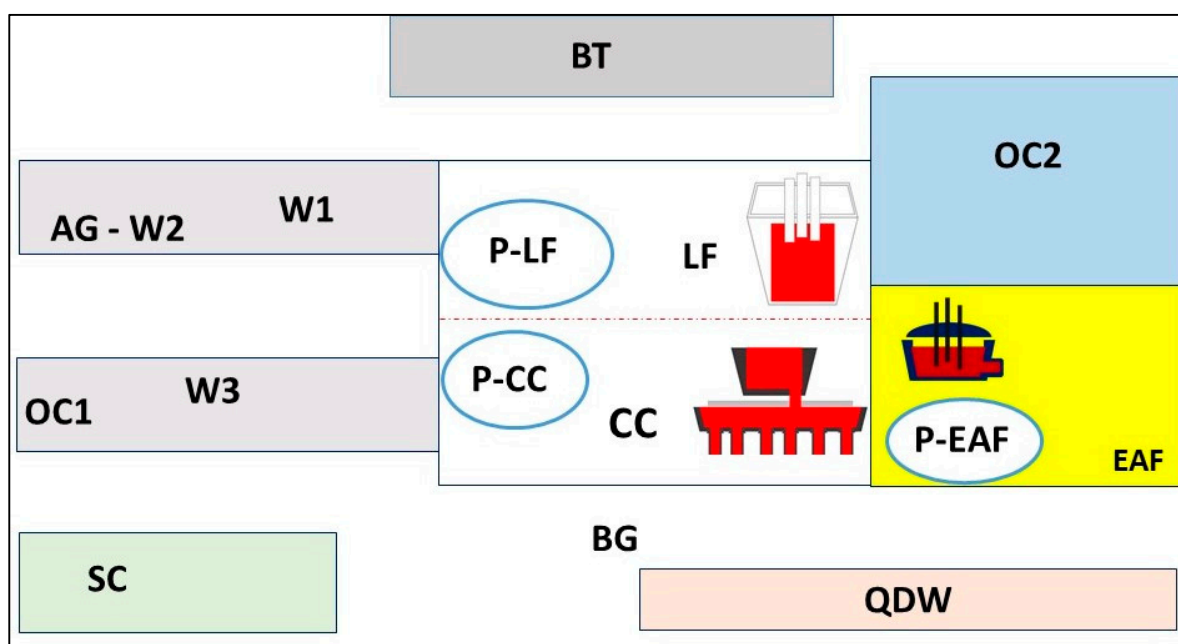 BT
OC2
W1
AG - W2
P-LF
LF
P-CC
W3
OC1
CC
P-EAF
EAF
BG
SC
QDW